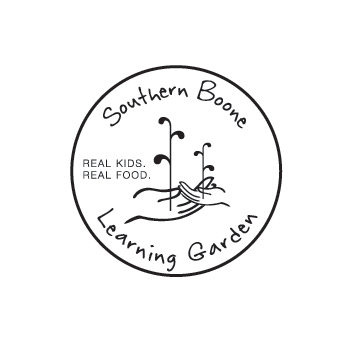 Southern Boone
REAL KIDS.
REAL FOOD.
Learning Garden